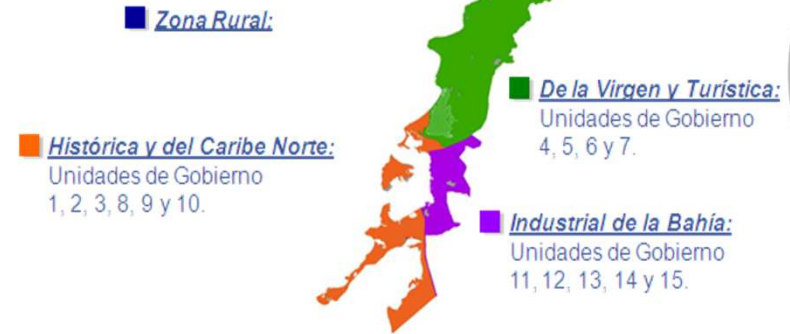 Zona Rural:
De la Virgen y Turística:
Unidades de Gobierno
4, 5, 6 y 7.
Histórica y del Caribe Norte:
Unidades de Gobierno
1, 2, 3, 8, 9 y 10.
Industrial de la Bahía:
Unidades de Gobierno
11, 12, 13, 14 y 15.